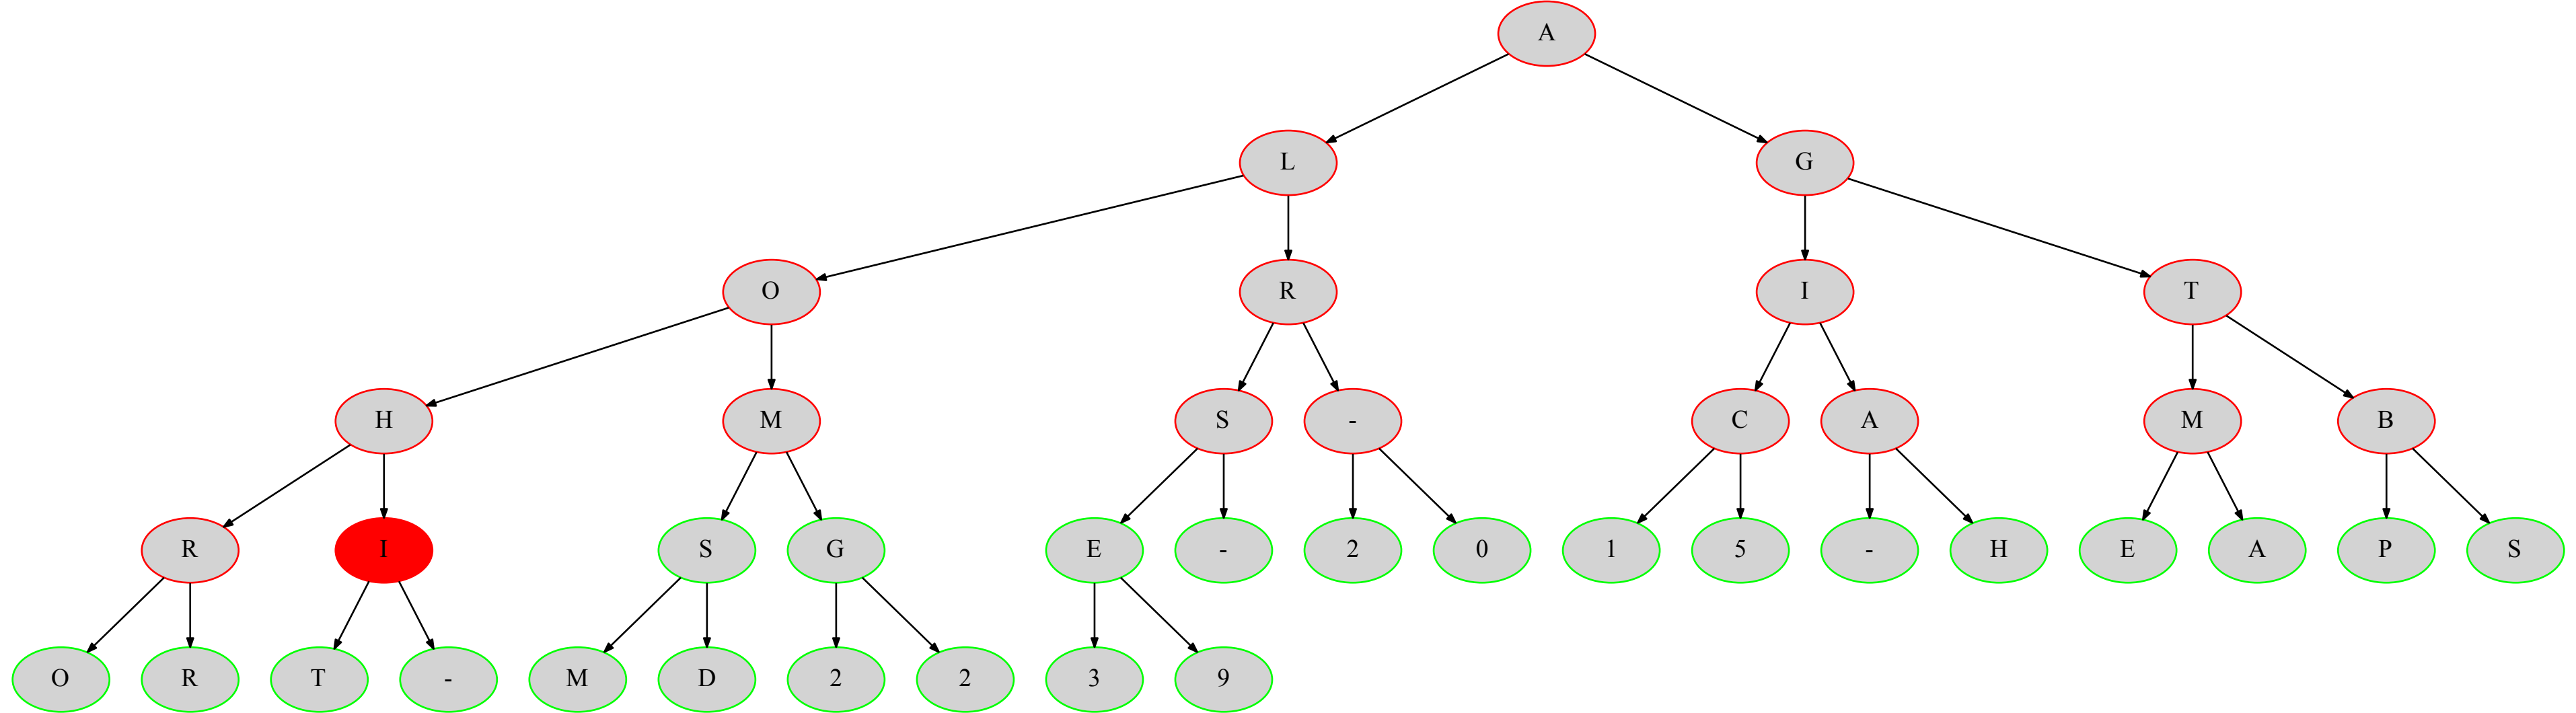 A
L G
O R I T
H M S - C A M B
R I S G E - 2 0 1 5 - H E A P S
O R T - M D 2 2 3 9